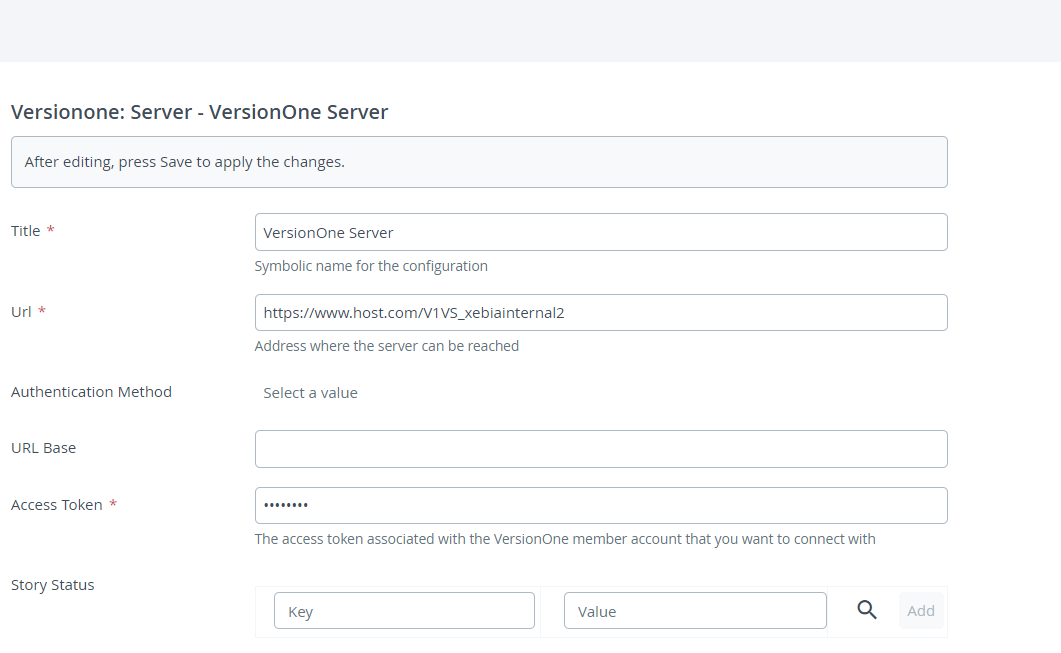 Versionone: Server - VersionOne Server
After editing, press Save to apply the changes.
Title *
VersionOne Server
Symbolic name for the configuration
Url *
https://www.host.com/V1VS_xebiainternal2
Address where the server can be reached
Authentication Method
Select a value
URL Base
Access Token *
••••••••
The access token associated with the VersionOne member account that you want to connect with
Story Status
Key Value Add